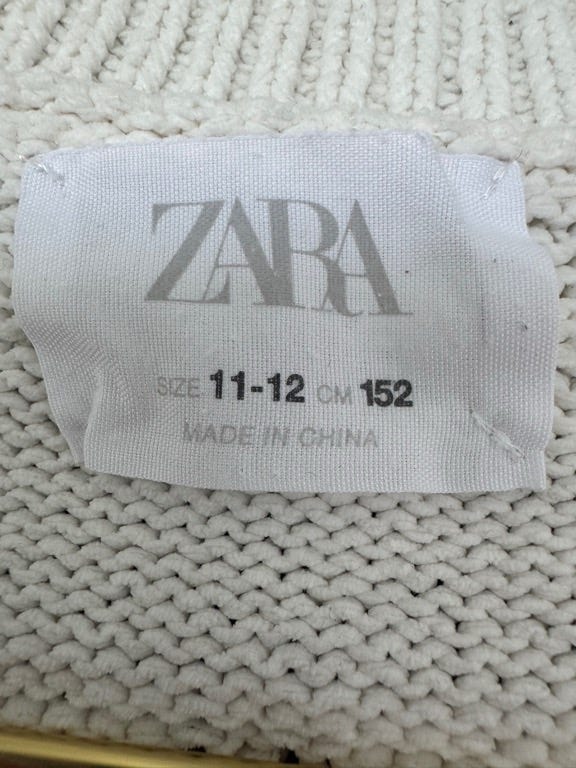 ZARA
SIZE 11-12 CM 152
MADE IN CHINA